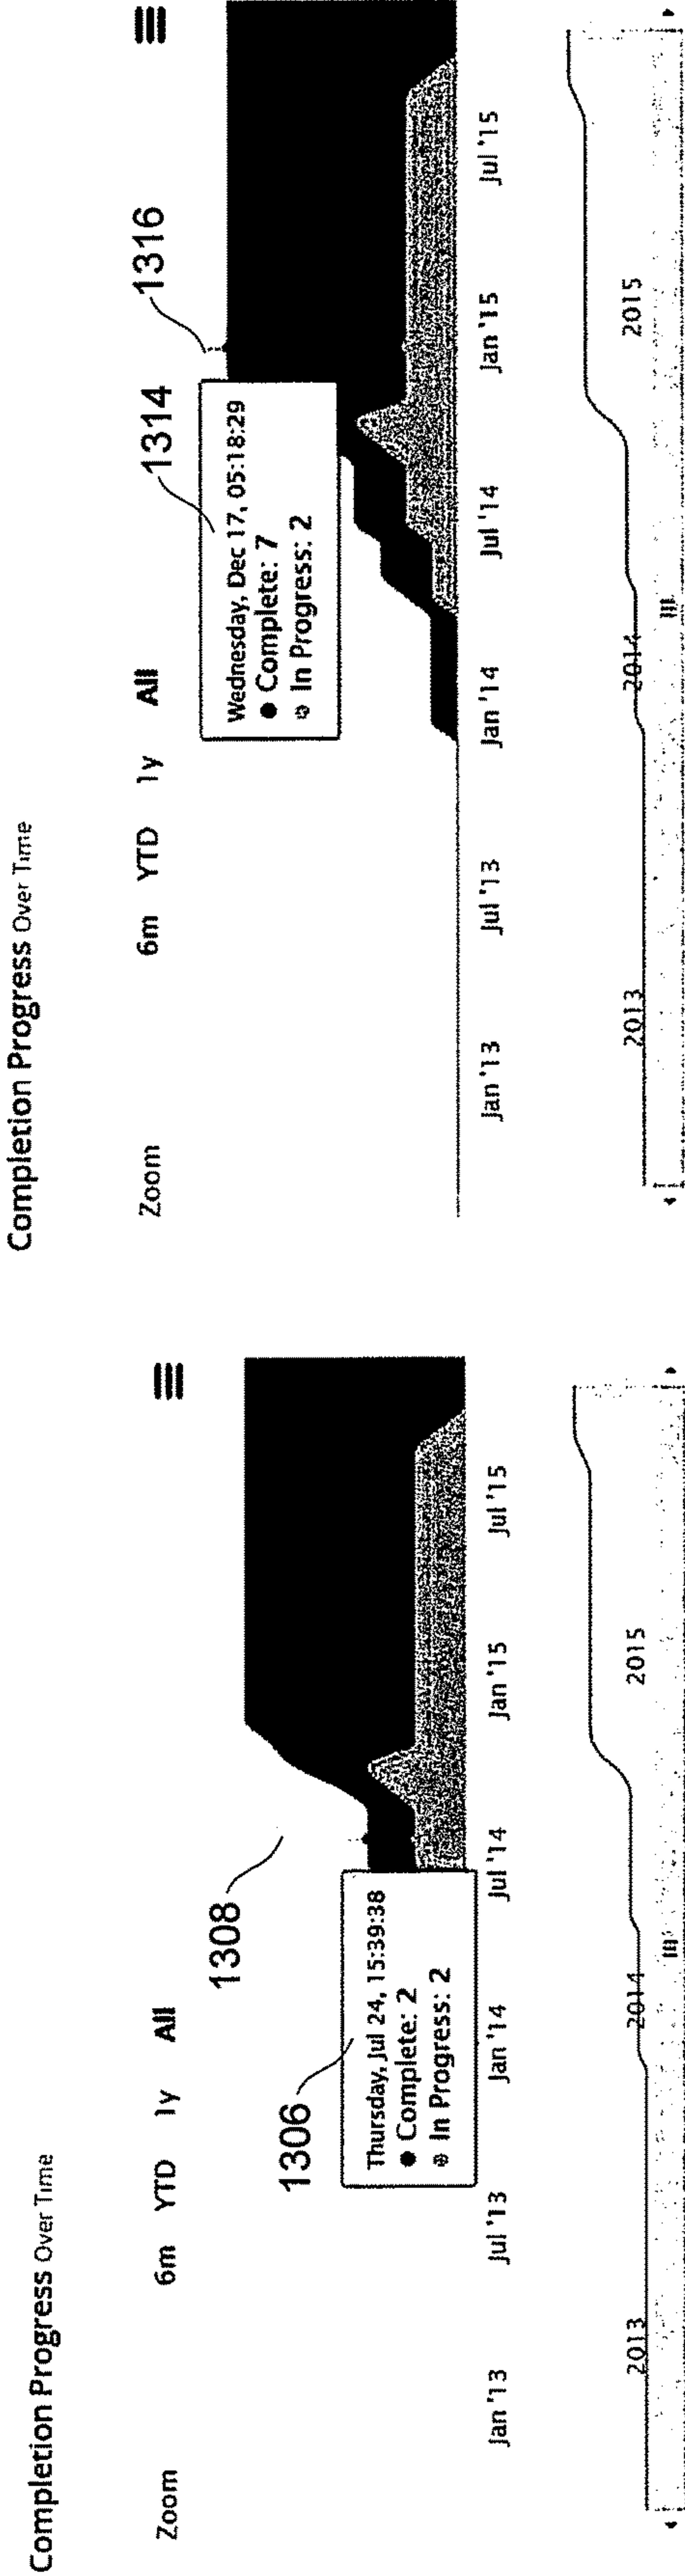 Completion Progress Over Time
Zoom 6m YTD 1y All
1306
1308
Thursday, Jul 24, 15:39:38
Complete: 2
In Progress: 2
Jan '13 Jul '13 Jan '14 Jul '14 Jan '15 Jul '15
2013 2014 2015
Completion Progress Over Time
Zoom 6m YTD 1y All
1314
1316
Wednesday, Dec 17, 05:18:29
Complete: 7
In Progress: 2
Jan '13 Jul '13 Jan '14 Jul '14 Jan '15 Jul '15
2013 2014 2015